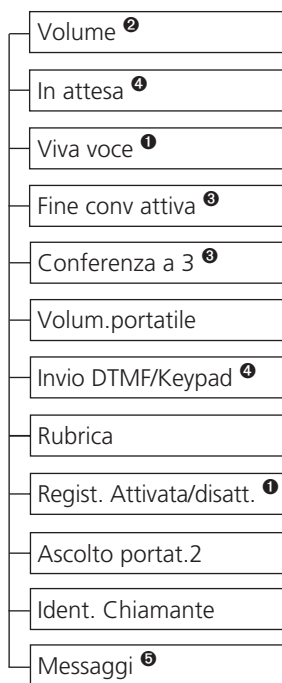 Volume ❷
In attesa ❹
Viva voce ❶
Fine conv attiva ❸
Conferenza a 3 ❸
Volum.portatile
Invio DTMF/Keypad ❹
Rubrica
Regist. Attivata/disatt. ❶
Ascolto portat.2
Ident. Chiamante
Messaggi ❺